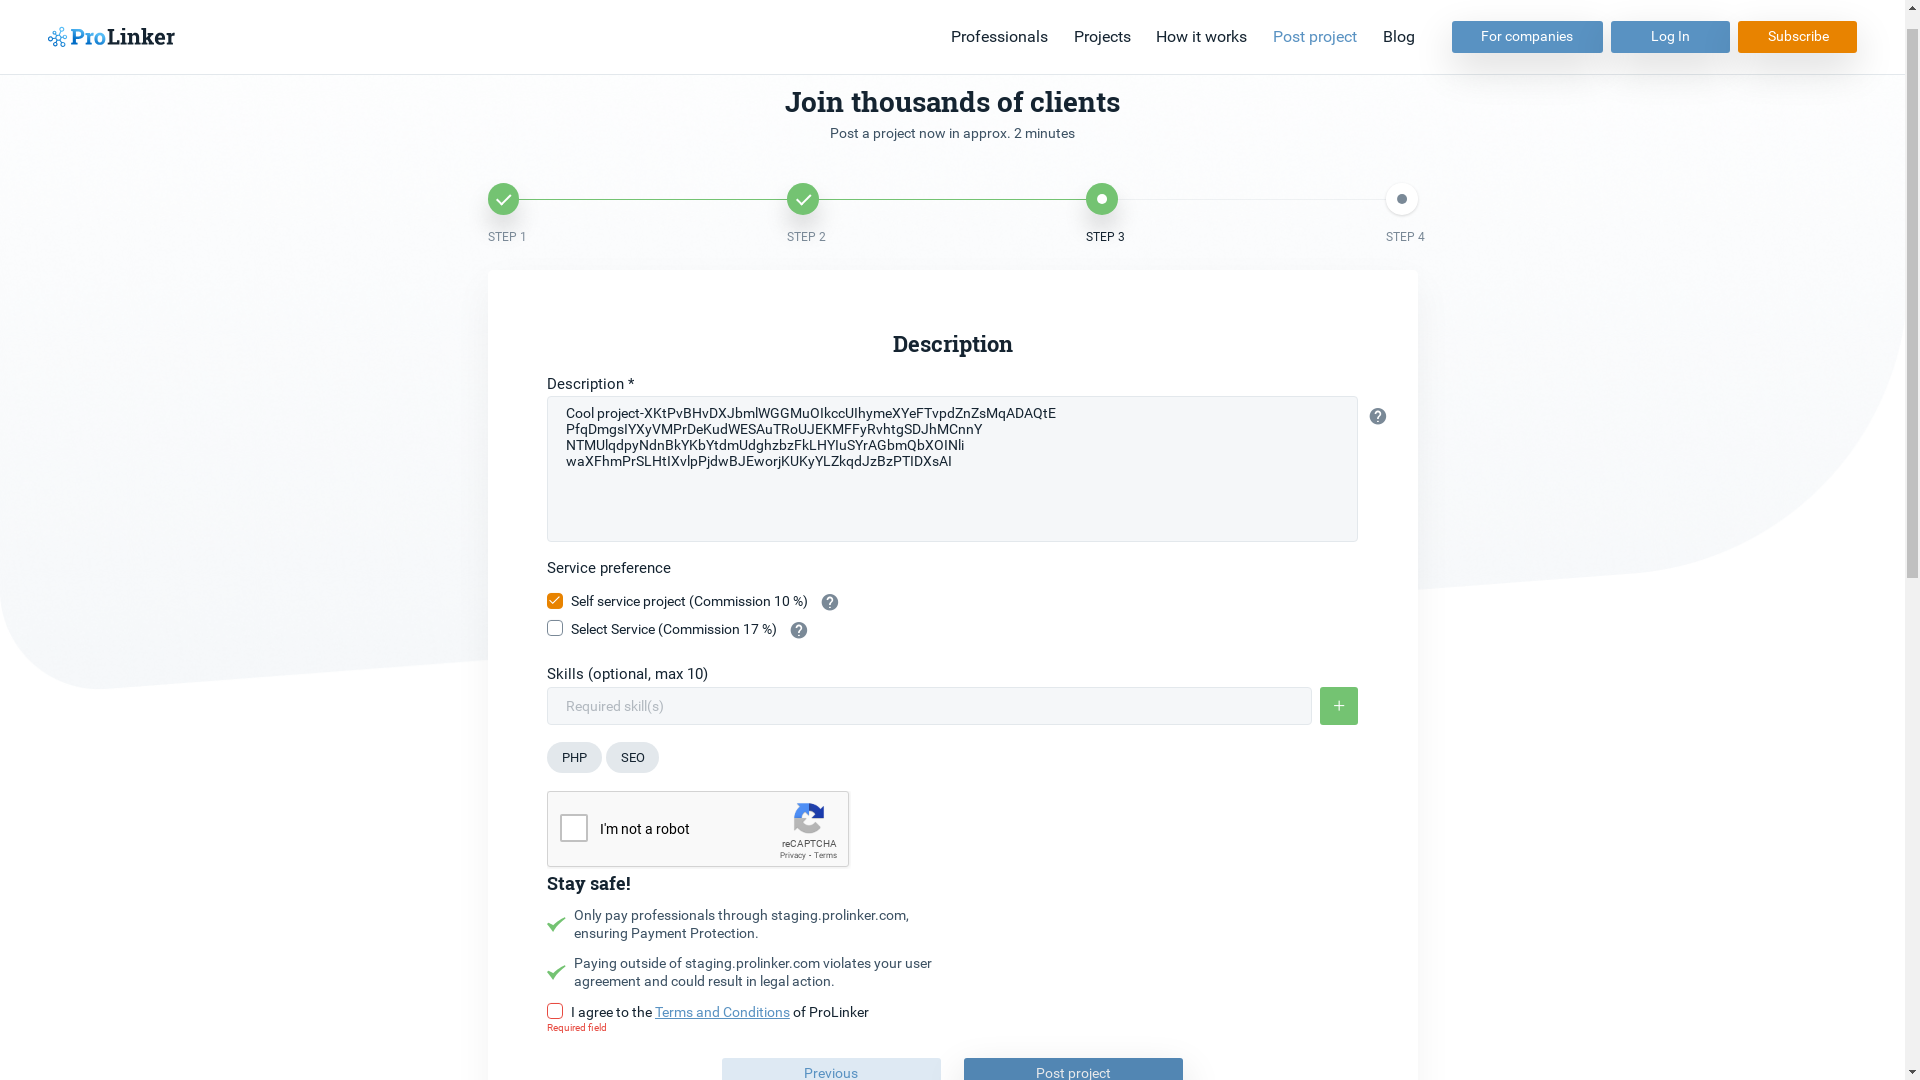 ProLinker
Professionals
Projects
How it works
Post project
Blog
For companies
Log In
Subscribe
Join thousands of clients
Post a project now in approx. 2 minutes
STEP 1
STEP 2
STEP 3
STEP 4
Description
Description *
Cool project-XKtPvBHvDXJbmlWGGMuOIkccUIhymeXYeFTvpdZnZsMqADAQtE
PfqDmgsIYXyVMPrDeKudWESAuTRoUJEKMFFyRvhtgSDJhMCnnY
NTMUlqdpyNdnBkYKbYtdmUdghzbzFkLHYIuSYrAGbmQbXOINli
waXFhmPrSLHtIXvlpPjdwBJEworjKUKyYLZkqdJzBzPTIDXsAI
Service preference
Self service project (Commission 10 %)
Select Service (Commission 17 %)
Skills (optional, max 10)
Required skill(s)
+
PHP
SEO
I'm not a robot
reCAPTCHA
Privacy - Terms
Stay safe!
Only pay professionals through staging.prolinker.com,
ensuring Payment Protection.
Paying outside of staging.prolinker.com violates your user
agreement and could result in legal action.
I agree to the Terms and Conditions of ProLinker
Required field
Previous
Post project